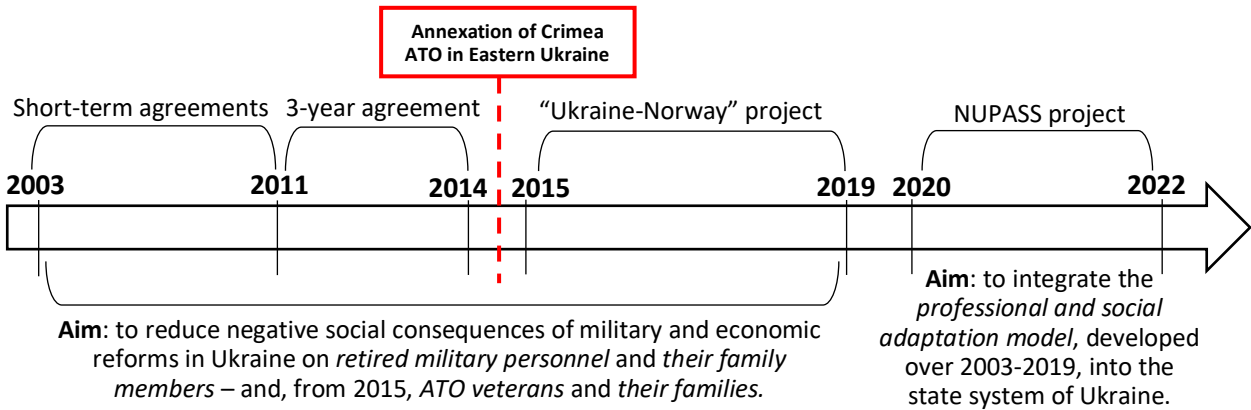 Annexation of Crimea
ATO in Eastern Ukraine
Short-term agreements
3-year agreement
“Ukraine-Norway” project
NUPASS project
2003
2011
2014
2015
2019
2020
2022
Aim: to reduce negative social consequences of military and economic
reforms in Ukraine on retired military personnel and their family
members – and, from 2015, ATO veterans and their families.
Aim: to integrate the
professional and social
adaptation model, developed
over 2003-2019, into the
state system of Ukraine.